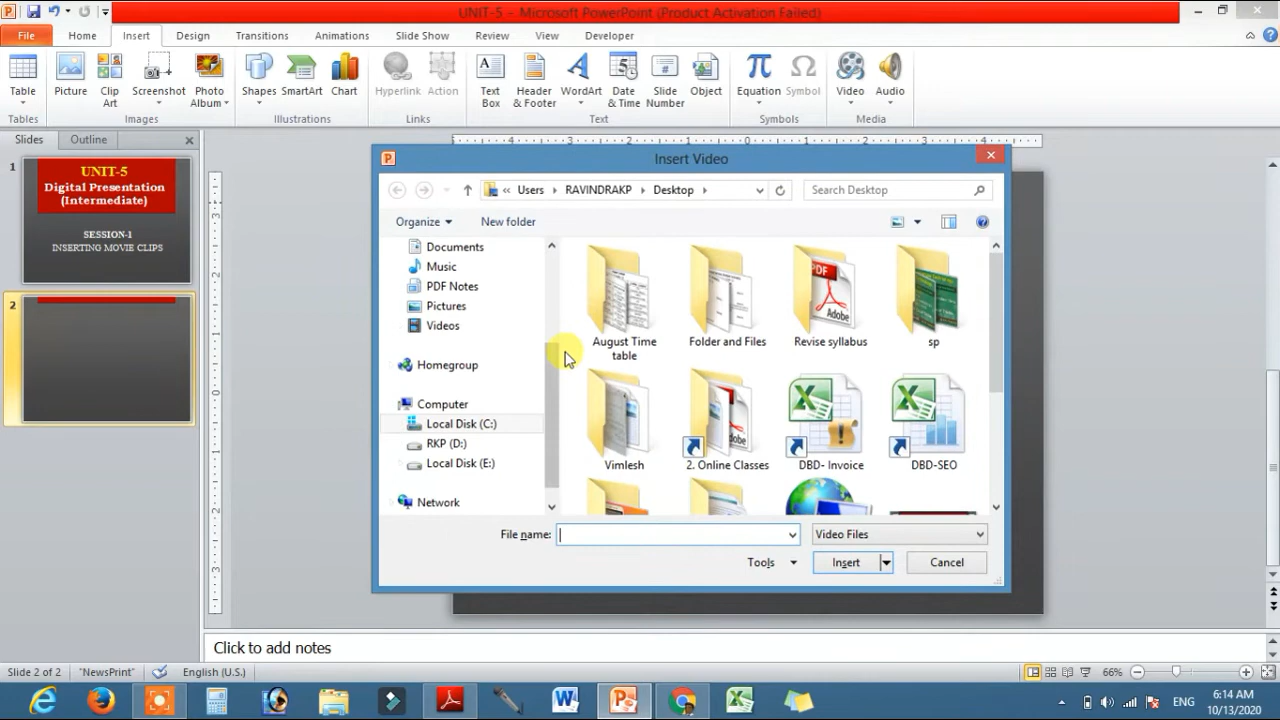 UNIT-5 - Microsoft PowerPoint (Product Activation Failed)
File Home Insert Design Transitions Animations Slide Show Review View Developer
Table Picture Clip Art Screenshot Photo Album Shapes SmartArt Chart Hyperlink Action Text Box Header & Footer WordArt Date & Time Slide Number Object Equation Symbol Video Audio
Tables Images Illustrations Links Text Symbols Media
Slides Outline
1
UNIT-5
Digital Presentation
(Intermediate)
SESSION-1
INSERTING MOVIE CLIPS
2
Insert Video
Users RAVINDRAKP Desktop
Search Desktop
Organize New folder
Documents
Music
PDF Notes
Pictures
Videos
Homegroup
Computer
Local Disk (C:)
RKP (D:)
Local Disk (E:)
Network
August Time table
Folder and Files
Revise syllabus
sp
Vimlesh
2. Online Classes
DBD- Invoice
DBD-SEO
File name:
Video Files
Tools Insert Cancel
Click to add notes
Slide 2 of 2 "NewsPrint" English (U.S.) 66%
ENG
6:14 AM
10/13/2020